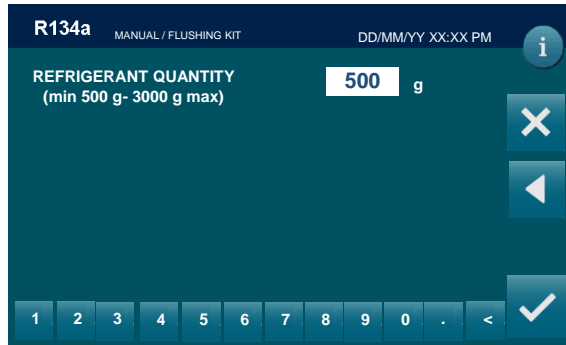 R134a MANUAL / FLUSHING KIT DD/MM/YY XX:XX PM
i
REFRIGERANT QUANTITY 500 g
(min 500 g- 3000 g max)
1 2 3 4 5 6 7 8 9 0 . <